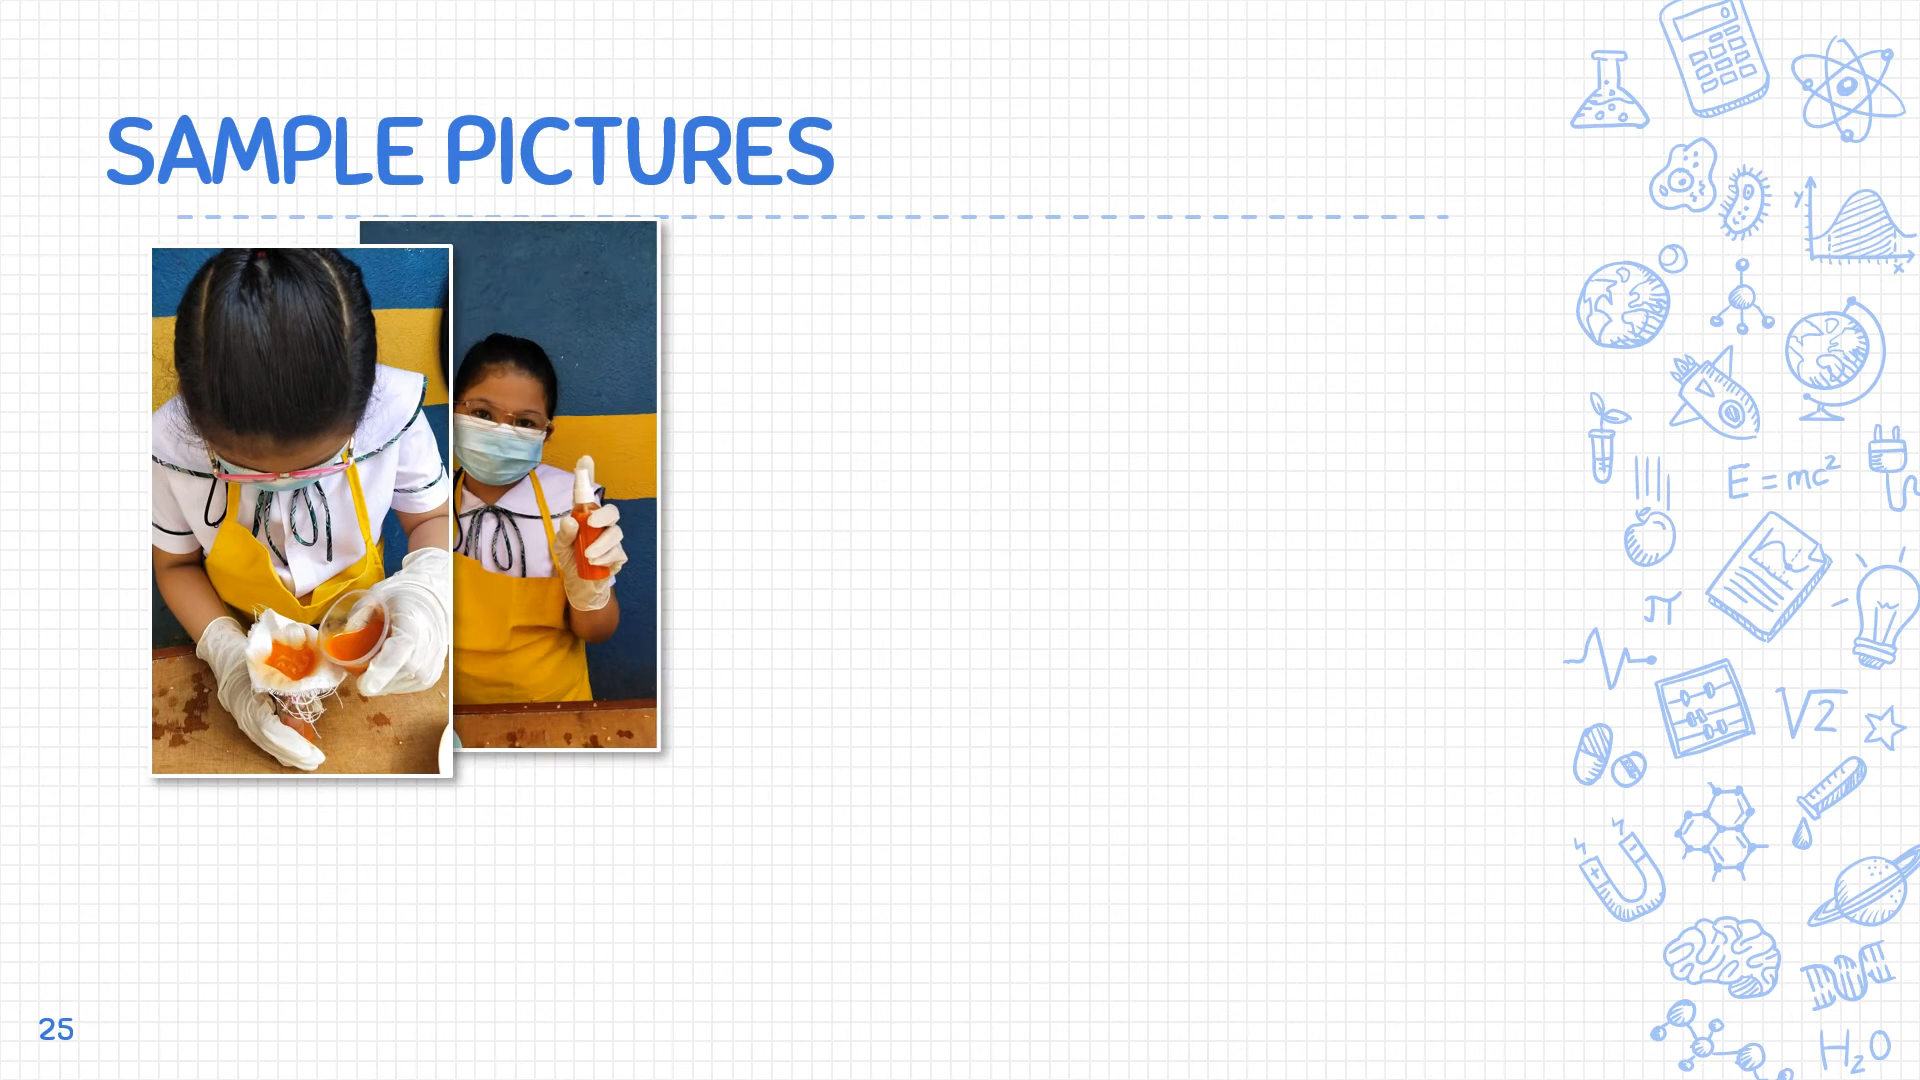 SAMPLE PICTURES
y
x
E = mc²
π
√2
H₂O
25